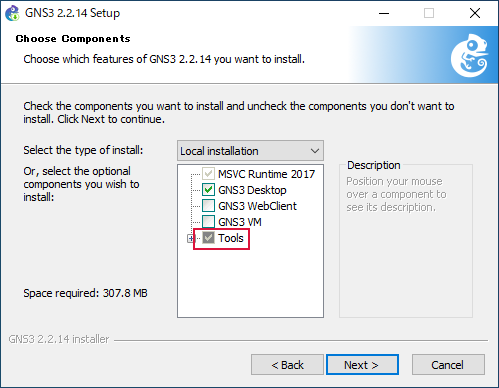 GNS3 2.2.14 Setup
Choose Components
Choose which features of GNS3 2.2.14 you want to install.
Check the components you want to install and uncheck the components you don't want to
install. Click Next to continue.
Select the type of install:
Local installation
Or, select the optional
components you wish to
install:
MSVC Runtime 2017
GNS3 Desktop
GNS3 WebClient
GNS3 VM
Tools
Description
Position your mouse
over a component to
see its description.
Space required: 307.8 MB
GNS3 2.2.14 installer
< Back
Next >
Cancel